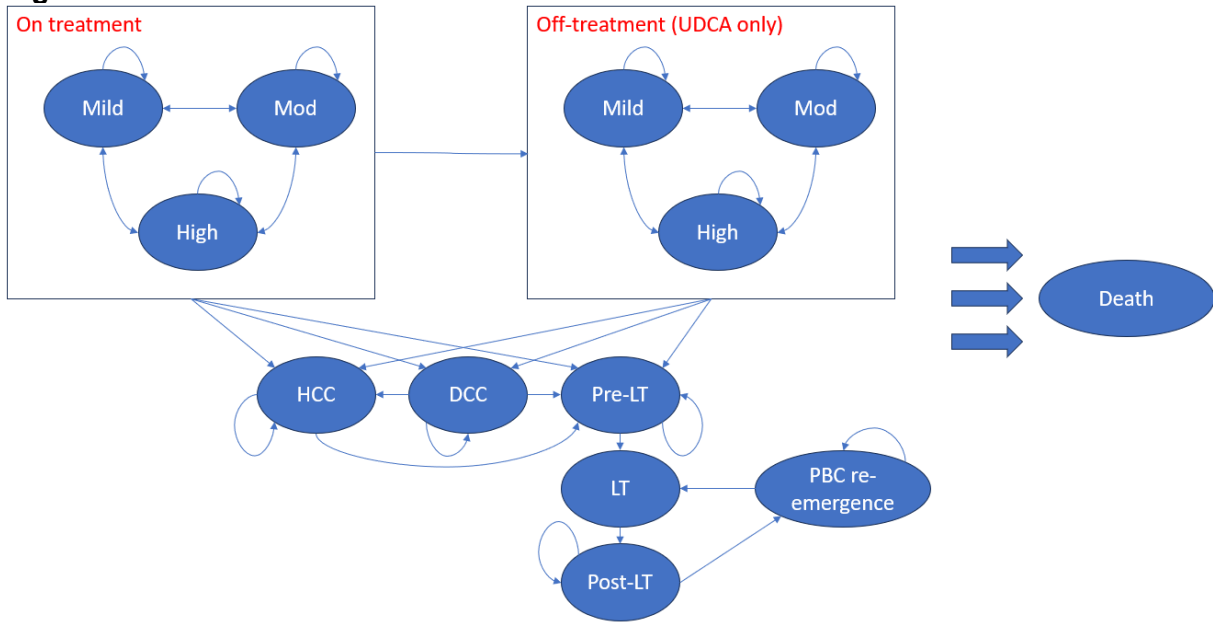 On treatment
Off-treatment (UDCA only)
Mild
Mod
High
Mild
Mod
High
Death
HCC
DCC
Pre-LT
LT
PBC re-
emergence
Post-LT